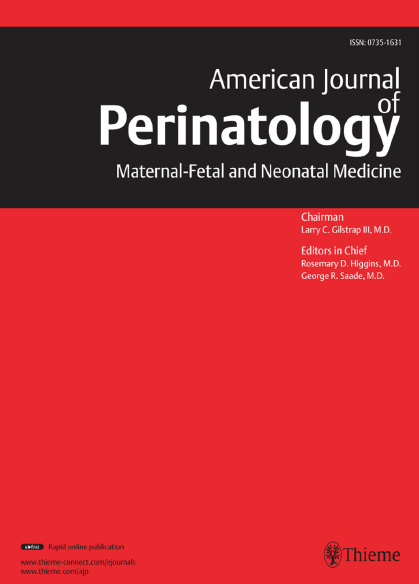 ISSN: 0735-1631
American Journal
of
Perinatology
Maternal-Fetal and Neonatal Medicine
Chairman
Larry C. Gilstrap III, M.D.
Editors in Chief
Rosemary D. Higgins, M.D.
George R. Saade, M.D.
e first Rapid online publication
www.thieme-connect.com/ejournals
www.thieme.com/ajp
Thieme